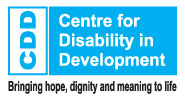 CDD
Centre for
Disability in
Development
Bringing hope, dignity and meaning to life